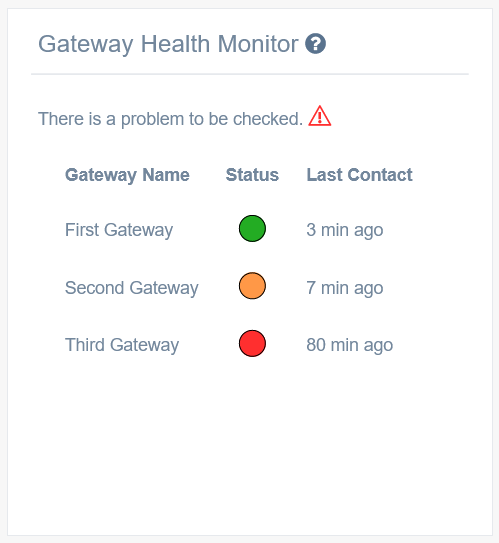 Gateway Health Monitor ?
There is a problem to be checked.
Gateway Name Status Last Contact
First Gateway 3 min ago
Second Gateway 7 min ago
Third Gateway 80 min ago